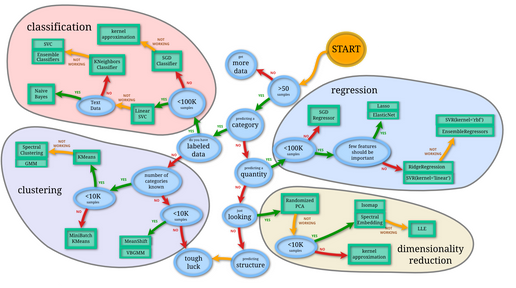 classification
kernel
approximation
NOT
WORKING
START
SVC
Ensemble
Classifiers
NOT
WORKING
KNeighbors
Classifier
SGD
Classifier
get
more
data
NO
>50
samples
regression
Naive
Bayes
YES
Text
Data
NOT
WORKING
Linear
SVC
YES
<100K
samples
NO
YES
SGD
Regressor
Lasso
ElasticNet
SVR(kernel='rbf')
EnsembleRegressors
predicting a
category
YES
do you have
labeled
data
NO
NO
<100K
samples
YES
few features
should be
important
YES
NO
NOT
WORKING
RidgeRegression
SVR(kernel='linear')
Spectral
Clustering
GMM
NOT
WORKING
KMeans
YES
number of
categories
known
YES
NO
predicting a
quantity
YES
NO
clustering
<10K
samples
NO
<10K
samples
YES
NO
just
looking
YES
NO
Randomized
PCA
NOT
WORKING
Isomap
Spectral
Embedding
NOT
WORKING
LLE
MiniBatch
KMeans
MeanShift
VBGMM
<10K
samples
YES
NO
kernel
approximation
dimensionality
reduction
tough
luck
predicting
structure